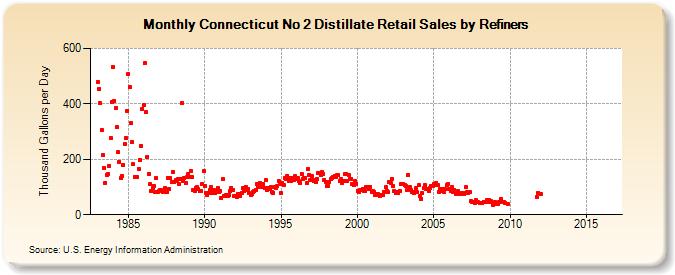 Monthly Connecticut No 2 Distillate Retail Sales by Refiners
Thousand Gallons per Day
600
400
200
0
1985 1990 1995 2000 2005 2010 2015
Source: U.S. Energy Information Administration